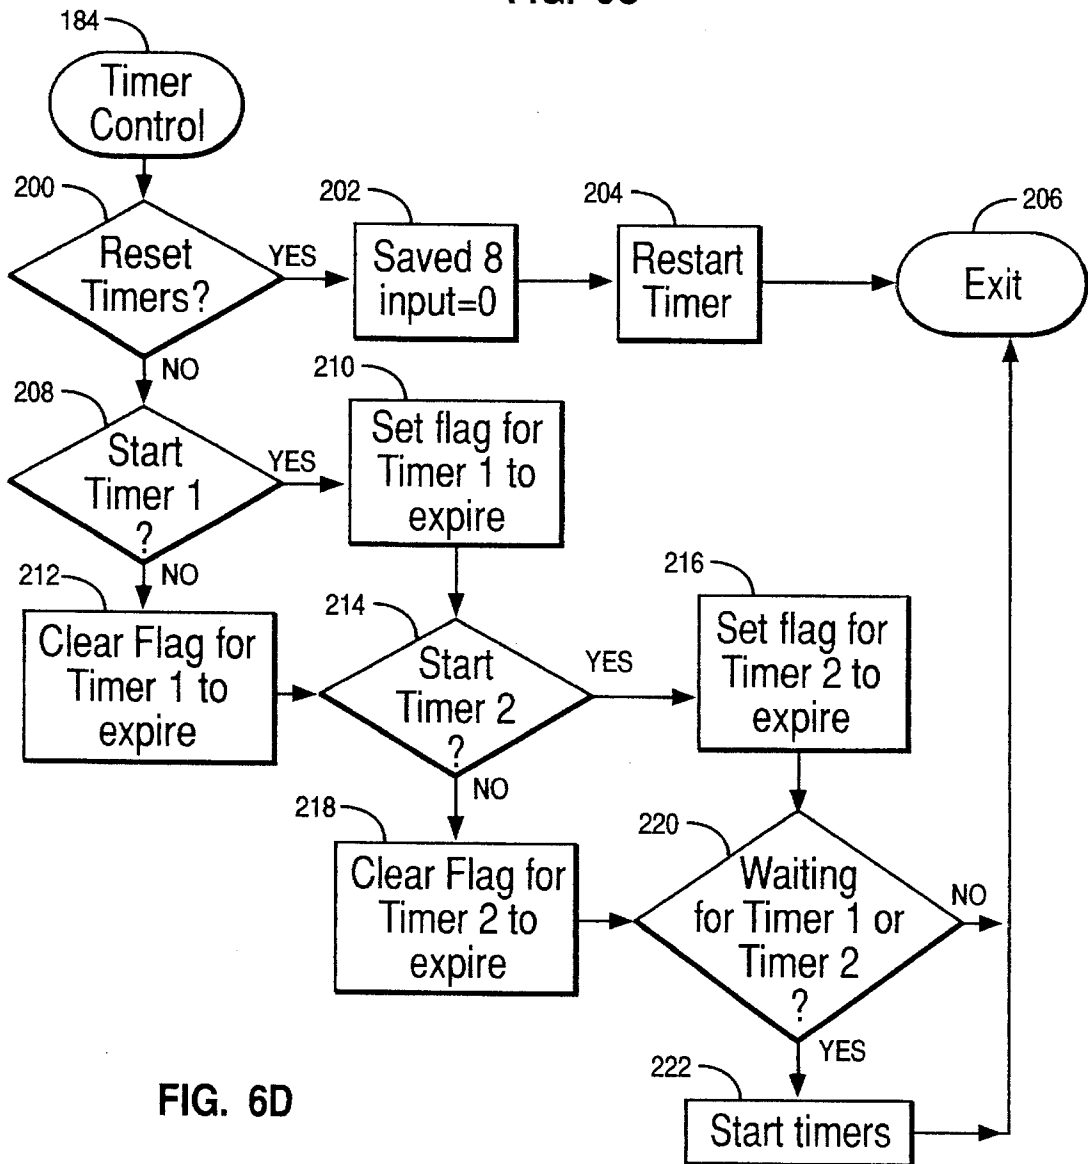 184
Timer
Control
200
Reset
Timers?
YES
NO
202
Saved 8
input=0
204
Restart
Timer
206
Exit
208
Start
Timer 1
?
YES
NO
210
Set flag for
Timer 1 to
expire
212
Clear Flag for
Timer 1 to
expire
214
Start
Timer 2
?
YES
NO
216
Set flag for
Timer 2 to
expire
218
Clear Flag for
Timer 2 to
expire
220
Waiting
for Timer 1 or
Timer 2
?
NO
YES
222
Start timers
FIG. 6D